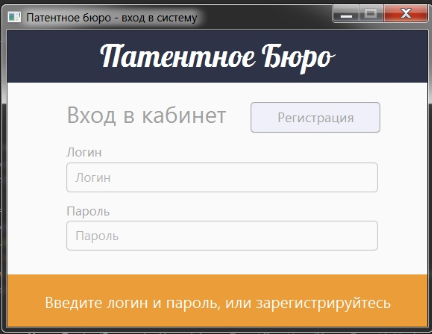 Патентное бюро - вход в систему
Патентное Бюро
Вход в кабинет
Регистрация
Логин
Логин
Пароль
Пароль
Введите логин и пароль, или зарегистрируйтесь